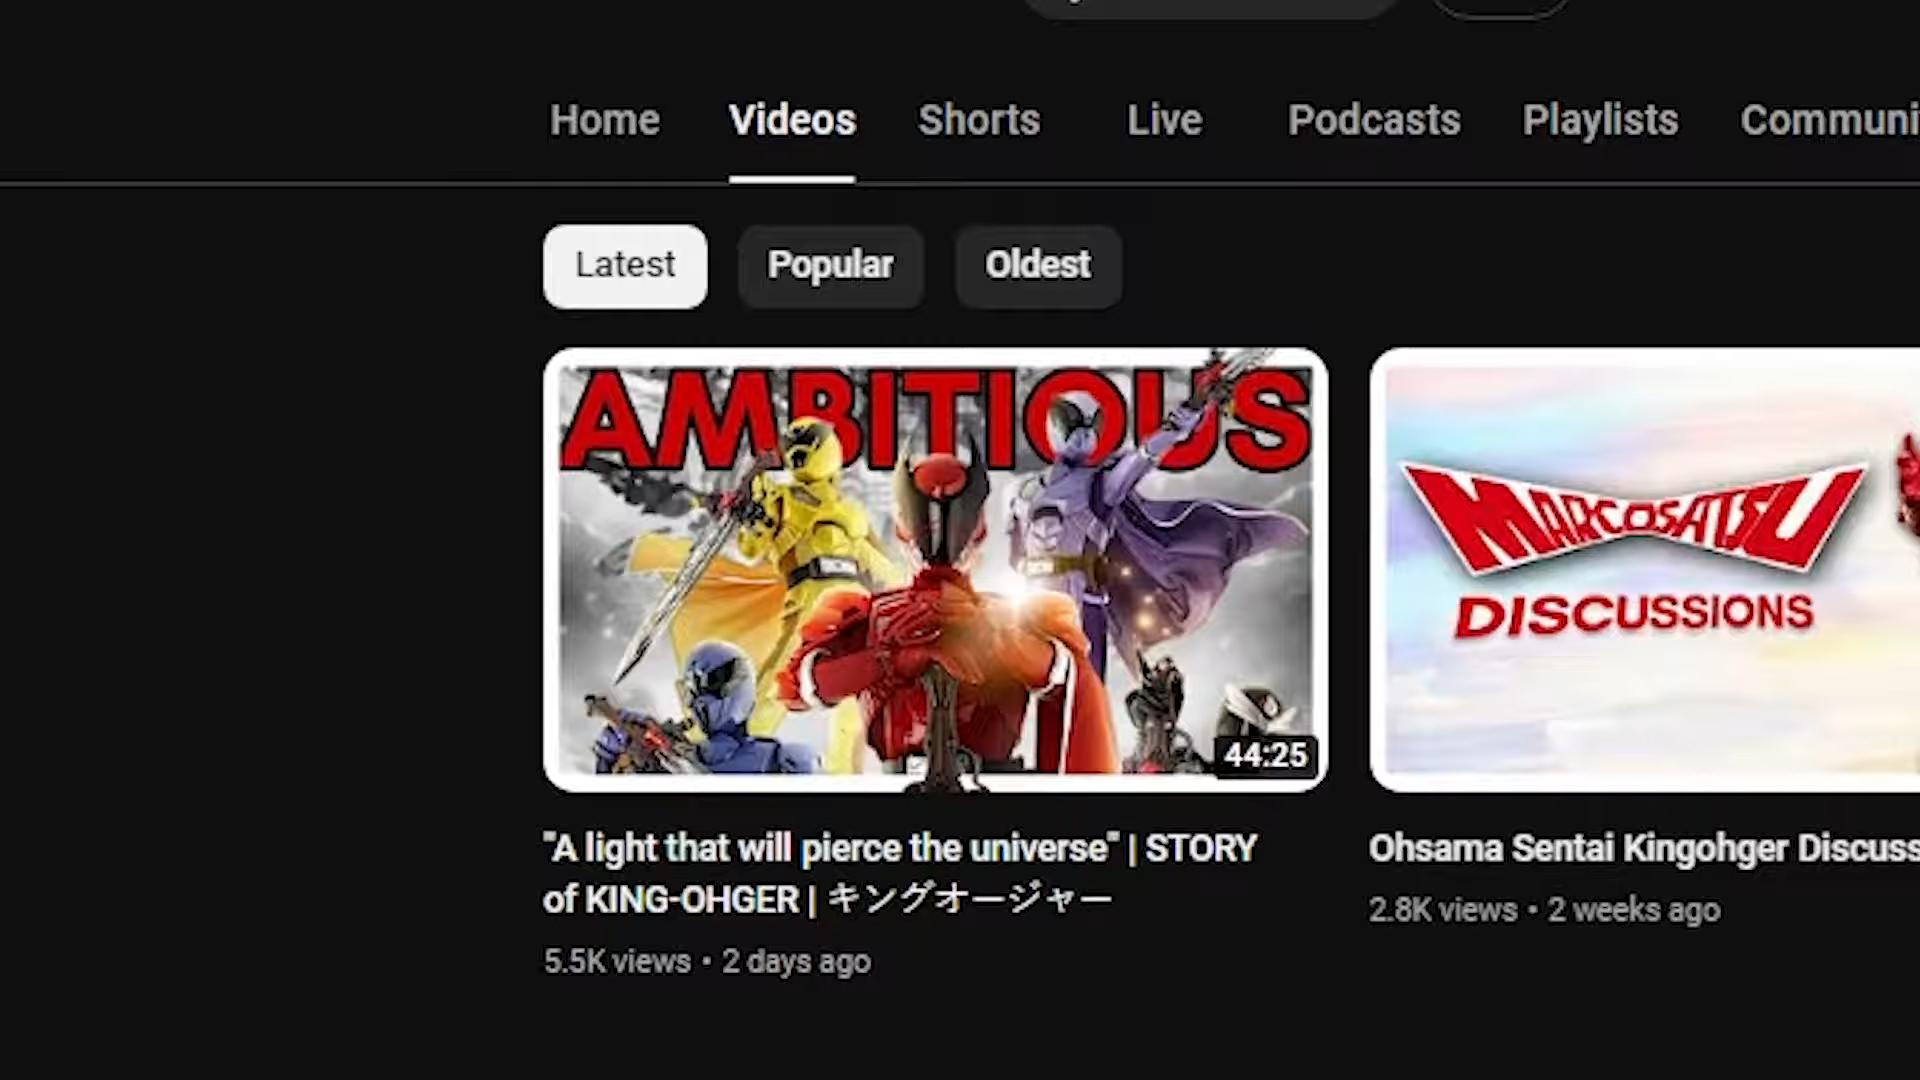 Home Videos Shorts Live Podcasts Playlists Communi
Latest Popular Oldest
AMBITIOUS
44:25
"A light that will pierce the universe" | STORY
of KING-OHGER | キングオージャー
5.5K views • 2 days ago
MARCOSATSU
DISCUSSIONS
Ohsama Sentai Kingohger Discuss
2.8K views • 2 weeks ago